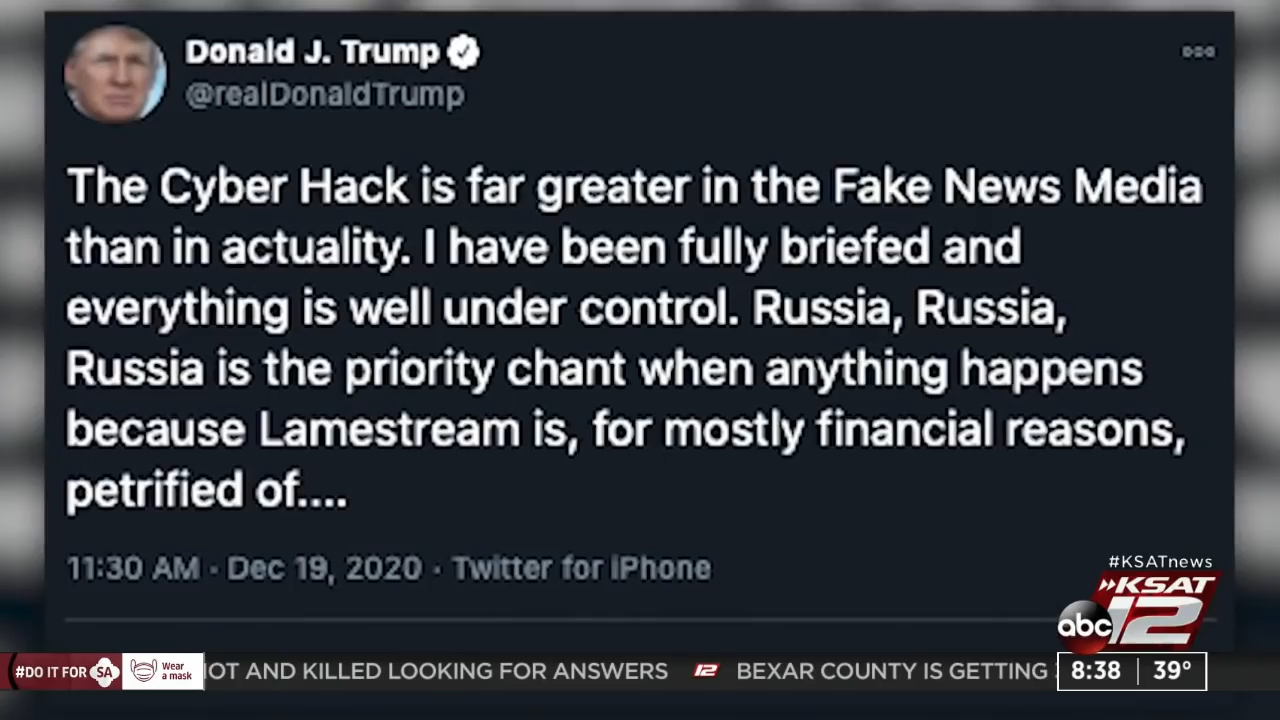 Donald J. Trump
@realDonaldTrump
The Cyber Hack is far greater in the Fake News Media
than in actuality. I have been fully briefed and
everything is well under control. Russia, Russia,
Russia is the priority chant when anything happens
because Lamestream is, for mostly financial reasons,
petrified of....
11:30 AM · Dec 19, 2020 · Twitter for iPhone
#KSATnews
KSAT
abc 12
#DO IT FOR SA
Wear
a mask
OT AND KILLED LOOKING FOR ANSWERS 12 BEXAR COUNTY IS GETTING
8:38 39°